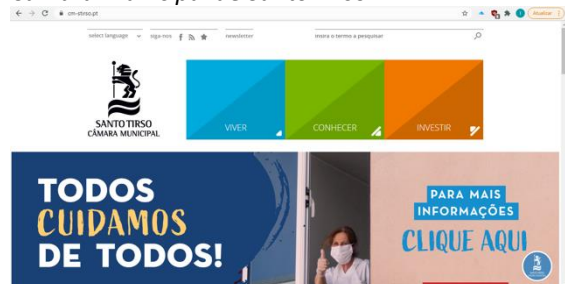 cm-stirso.pt
Atualizar
select language
siga-nos
newsletter
insira o termo a pesquisar
SANTO TIRSO
CÂMARA MUNICIPAL
VIVER
CONHECER
INVESTIR
TODOS
CUIDAMOS
DE TODOS!
PARA MAIS
INFORMAÇÕES
CLIQUE AQUI